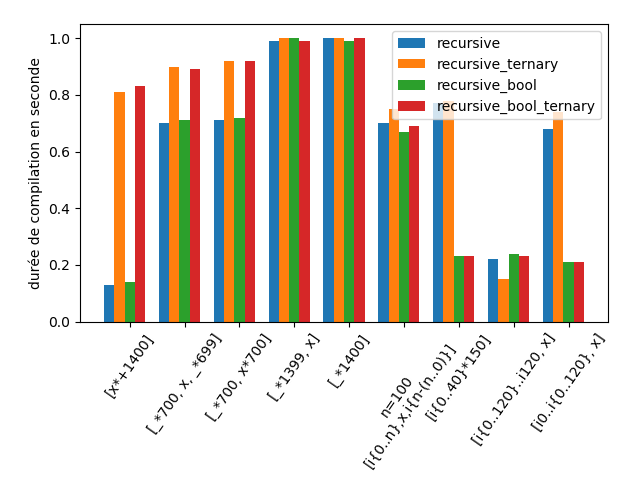 durée de compilation en seconde
1.0
0.8
0.6
0.4
0.2
0.0
recursive
recursive_ternary
recursive_bool
recursive_bool_ternary
[x*+1400]
[_*700, x, _*699]
[_*700, x*700]
[_*1399, x]
[_*1400]
n=100
[i{0..n},x,i{n-(n..0)}]
[i{0..40}*150]
[i{0..120}..i120, x]
[i0..i{0..120}, x]